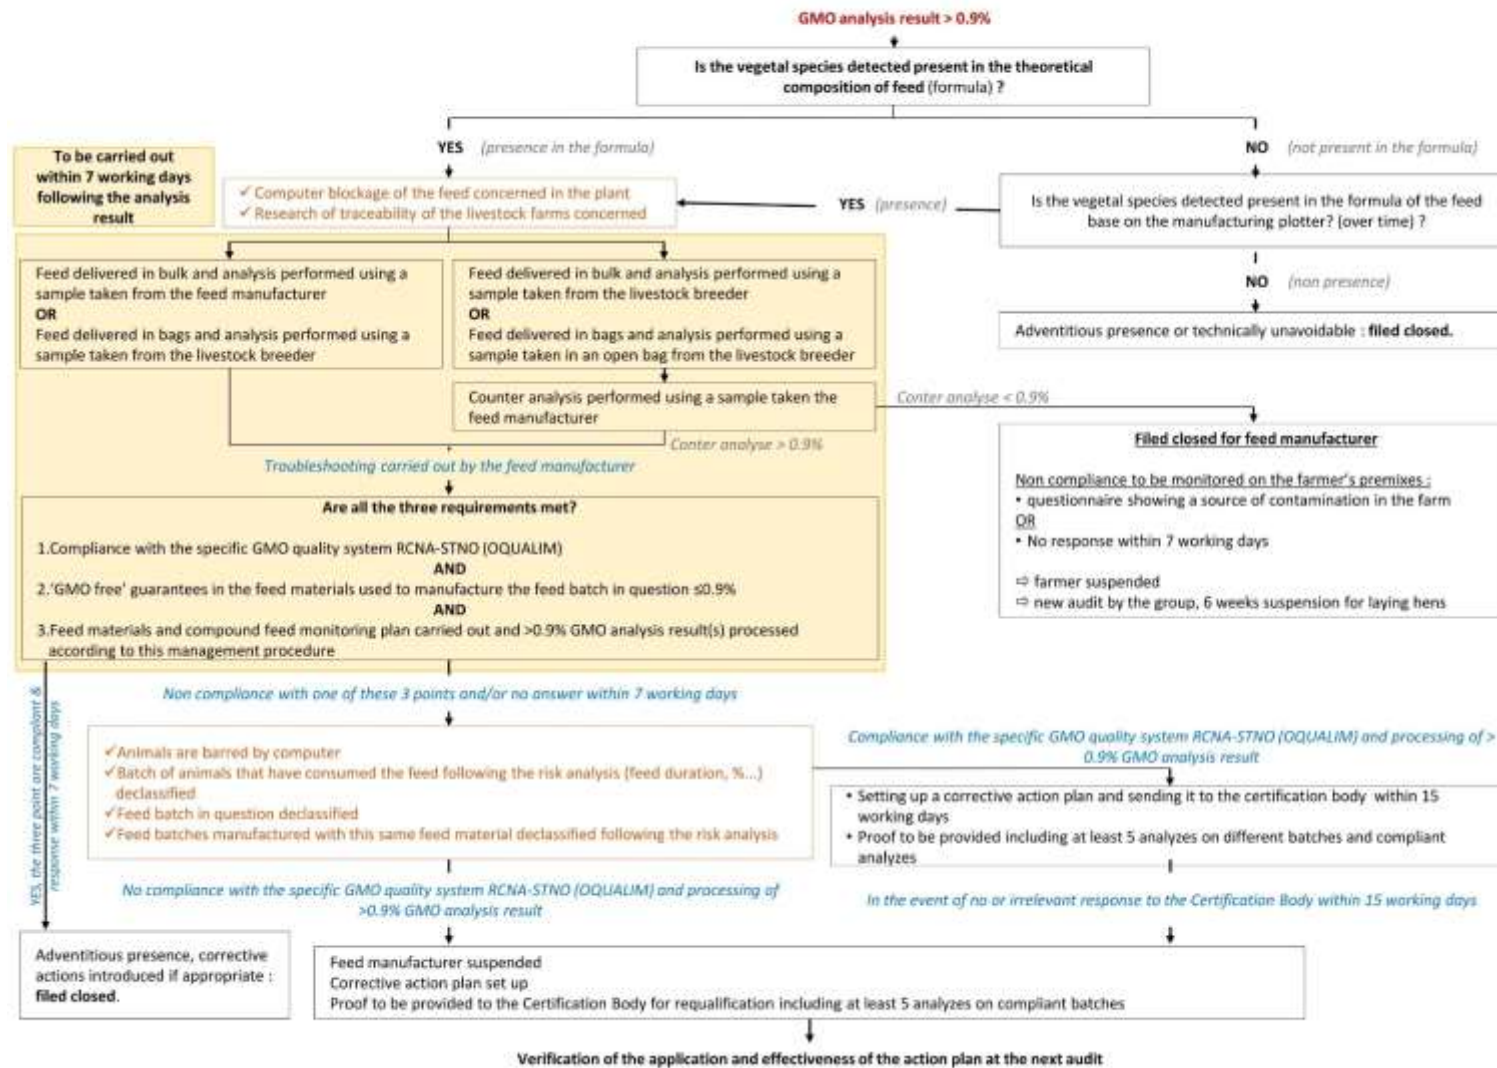 GMO analysis result > 0.9%
Is the vegetal species detected present in the theoretical
composition of feed (formula) ?
YES (presence in the formula)
NO (not present in the formula)
To be carried out
within 7 working days
following the analysis
result
✓ Computer blockage of the feed concerned in the plant
✓ Research of traceability of the livestock farms concerned
YES (presence)
Is the vegetal species detected present in the formula of the feed
base on the manufacturing plotter? (over time) ?
NO (non presence)
Adventitious presence or technically unavoidable : filed closed.
Feed delivered in bulk and analysis performed using a
sample taken from the feed manufacturer
OR
Feed delivered in bags and analysis performed using a
sample taken from the livestock breeder
Feed delivered in bulk and analysis performed using a
sample taken from the livestock breeder
OR
Feed delivered in bags and analysis performed using a
sample taken in an open bag from the livestock breeder
Counter analysis performed using a sample taken the
feed manufacturer
Conter analyse < 0.9%
Conter analyse > 0.9%
Filed closed for feed manufacturer
Non compliance to be monitored on the farmer's premixes :
• questionnaire showing a source of contamination in the farm
OR
• No response within 7 working days
⇨ farmer suspended
⇨ new audit by the group, 6 weeks suspension for laying hens
Troubleshooting carried out by the feed manufacturer
Are all the three requirements met?
1.Compliance with the specific GMO quality system RCNA-STNO (OQUALIM)
AND
2.'GMO free' guarantees in the feed materials used to manufacture the feed batch in question ≤0.9%
AND
3.Feed materials and compound feed monitoring plan carried out and >0.9% GMO analysis result(s) processed
according to this management procedure
YES, the three point are compliant &
response within 7 working days
Non compliance with one of these 3 points and/or no answer within 7 working days
✓Animals are barred by computer
✓Batch of animals that have consumed the feed following the risk analysis (feed duration, %...)
declassified
✓Feed batch in question declassified
✓Feed batches manufactured with this same feed material declassified following the risk analysis
Compliance with the specific GMO quality system RCNA-STNO (OQUALIM) and processing of >
0.9% GMO analysis result
• Setting up a corrective action plan and sending it to the certification body within 15
working days
• Proof to be provided including at least 5 analyzes on different batches and compliant
analyzes
No compliance with the specific GMO quality system RCNA-STNO (OQUALIM) and processing of
>0.9% GMO analysis result
In the event of no or irrelevant response to the Certification Body within 15 working days
Adventitious presence, corrective
actions introduced if appropriate :
filed closed.
Feed manufacturer suspended
Corrective action plan set up
Proof to be provided to the Certification Body for requalification including at least 5 analyzes on compliant batches
Verification of the application and effectiveness of the action plan at the next audit